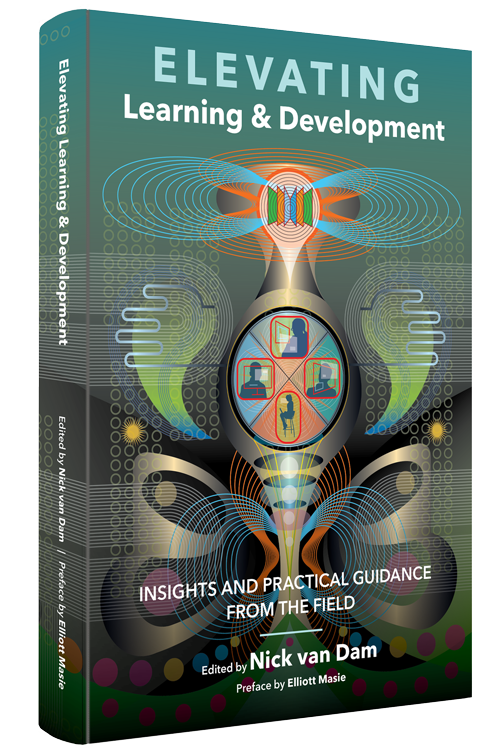 Elevating Learning & Development
Edited by Nick van Dam | Preface by Elliott Masie
ELEVATING
Learning & Development
INSIGHTS AND PRACTICAL GUIDANCE
FROM THE FIELD
Edited by Nick van Dam
Preface by Elliott Masie